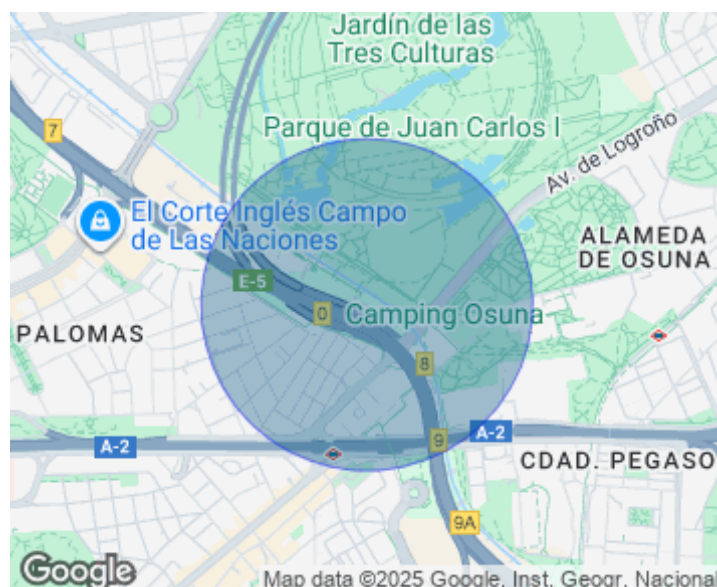 Jardín de las
Tres Culturas
7
Parque de Juan Carlos I
Av. de Logroño
El Corte Inglés Campo
de Las Naciones
ALAMEDA
DE OSUNA
E-5
0
Camping Osuna
PALOMAS
8
A-2
9
A-2
CDAD. PEGASO
9A
Google
Map data ©2025 Google, Inst. Geogr. Nacional